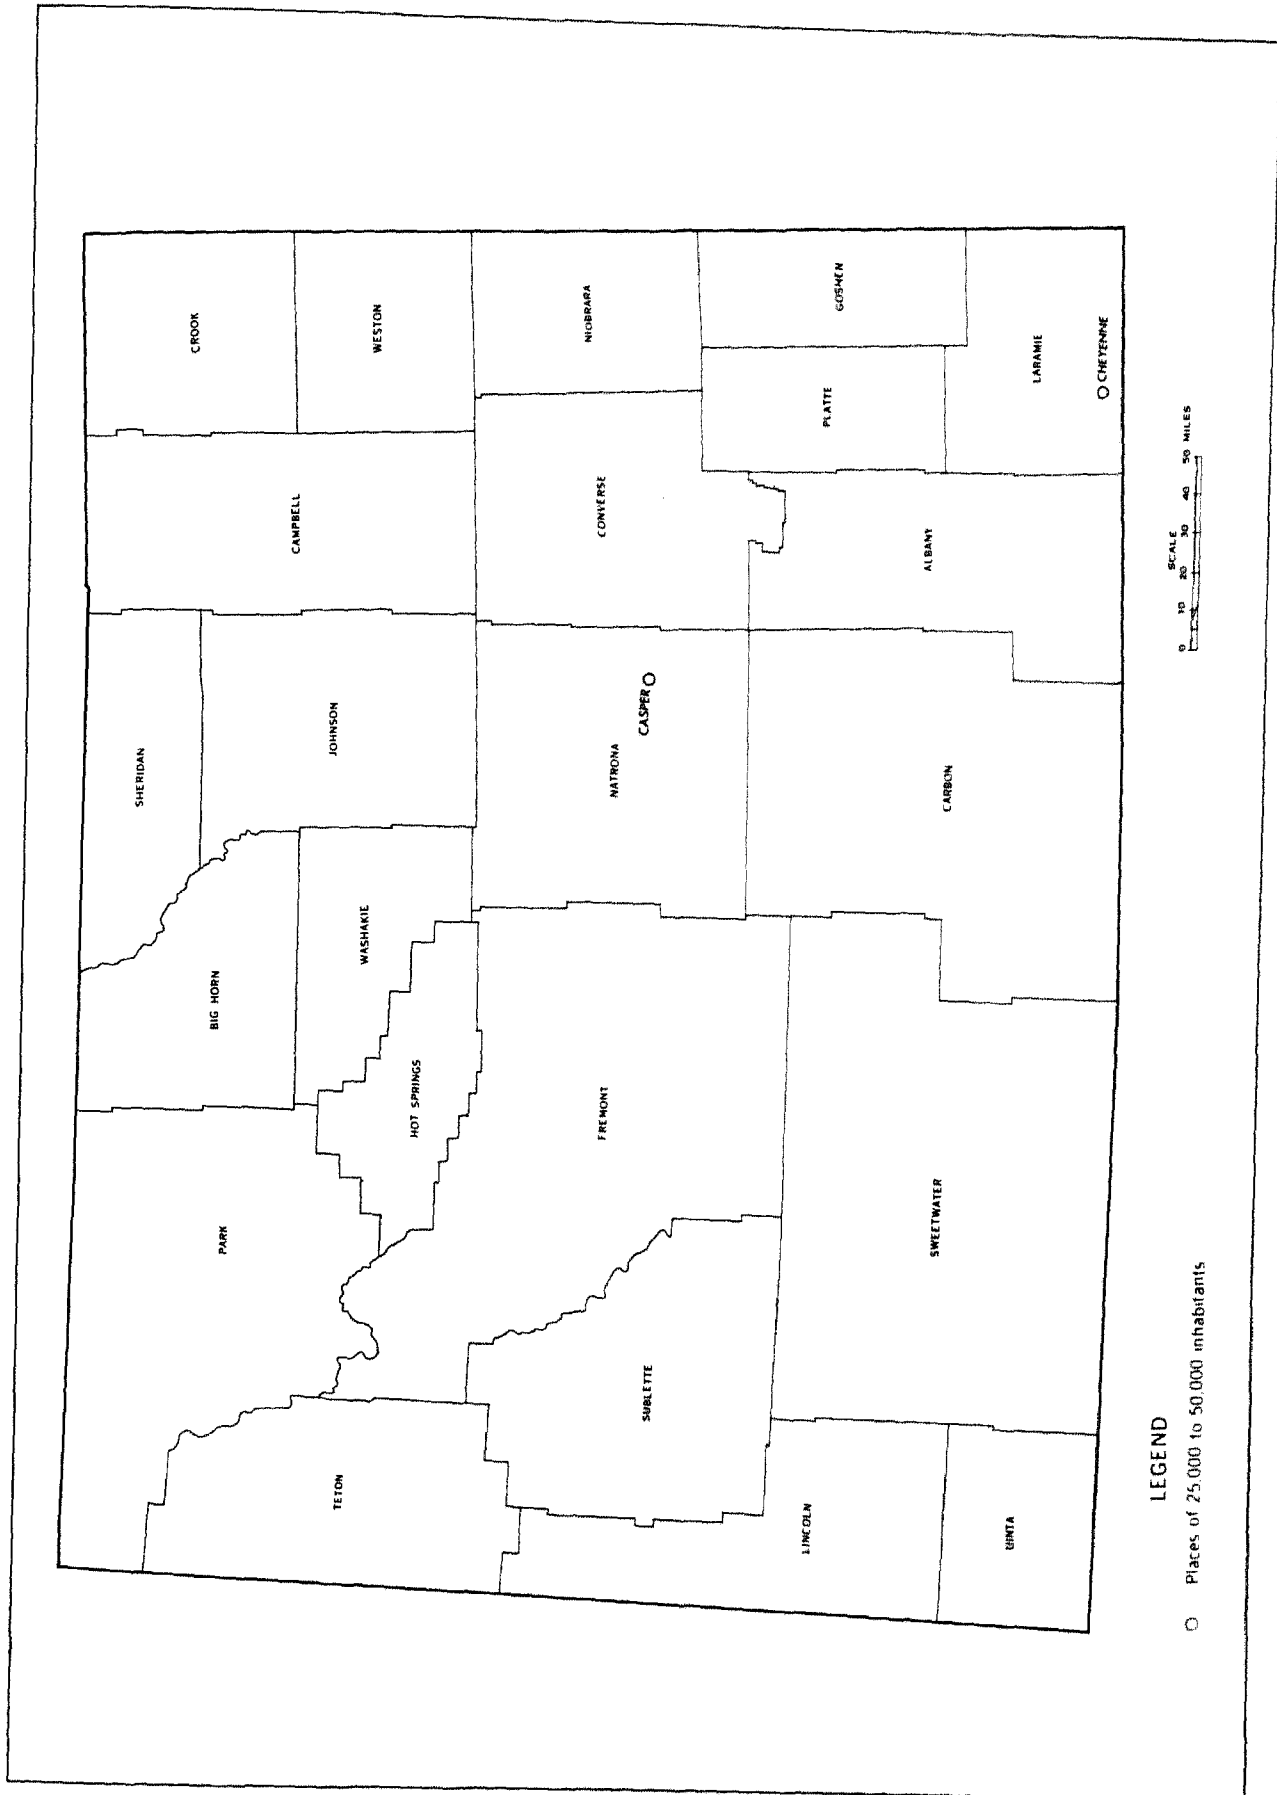 PARK
BIG HORN
SHERIDAN
CAMPBELL
CROOK
TETON
HOT SPRINGS
WASHAKIE
JOHNSON
WESTON
SUBLETTE
FREMONT
NATRONA
CASPER
CONVERSE
NIOBRARA
LINCOLN
SWEETWATER
CARBON
ALBANY
PLATTE
GOSHEN
UINTA
LARAMIE
CHEYENNE
LEGEND
Places of 25,000 to 50,000 inhabitants
SCALE
0 10 20 30 40 50 MILES